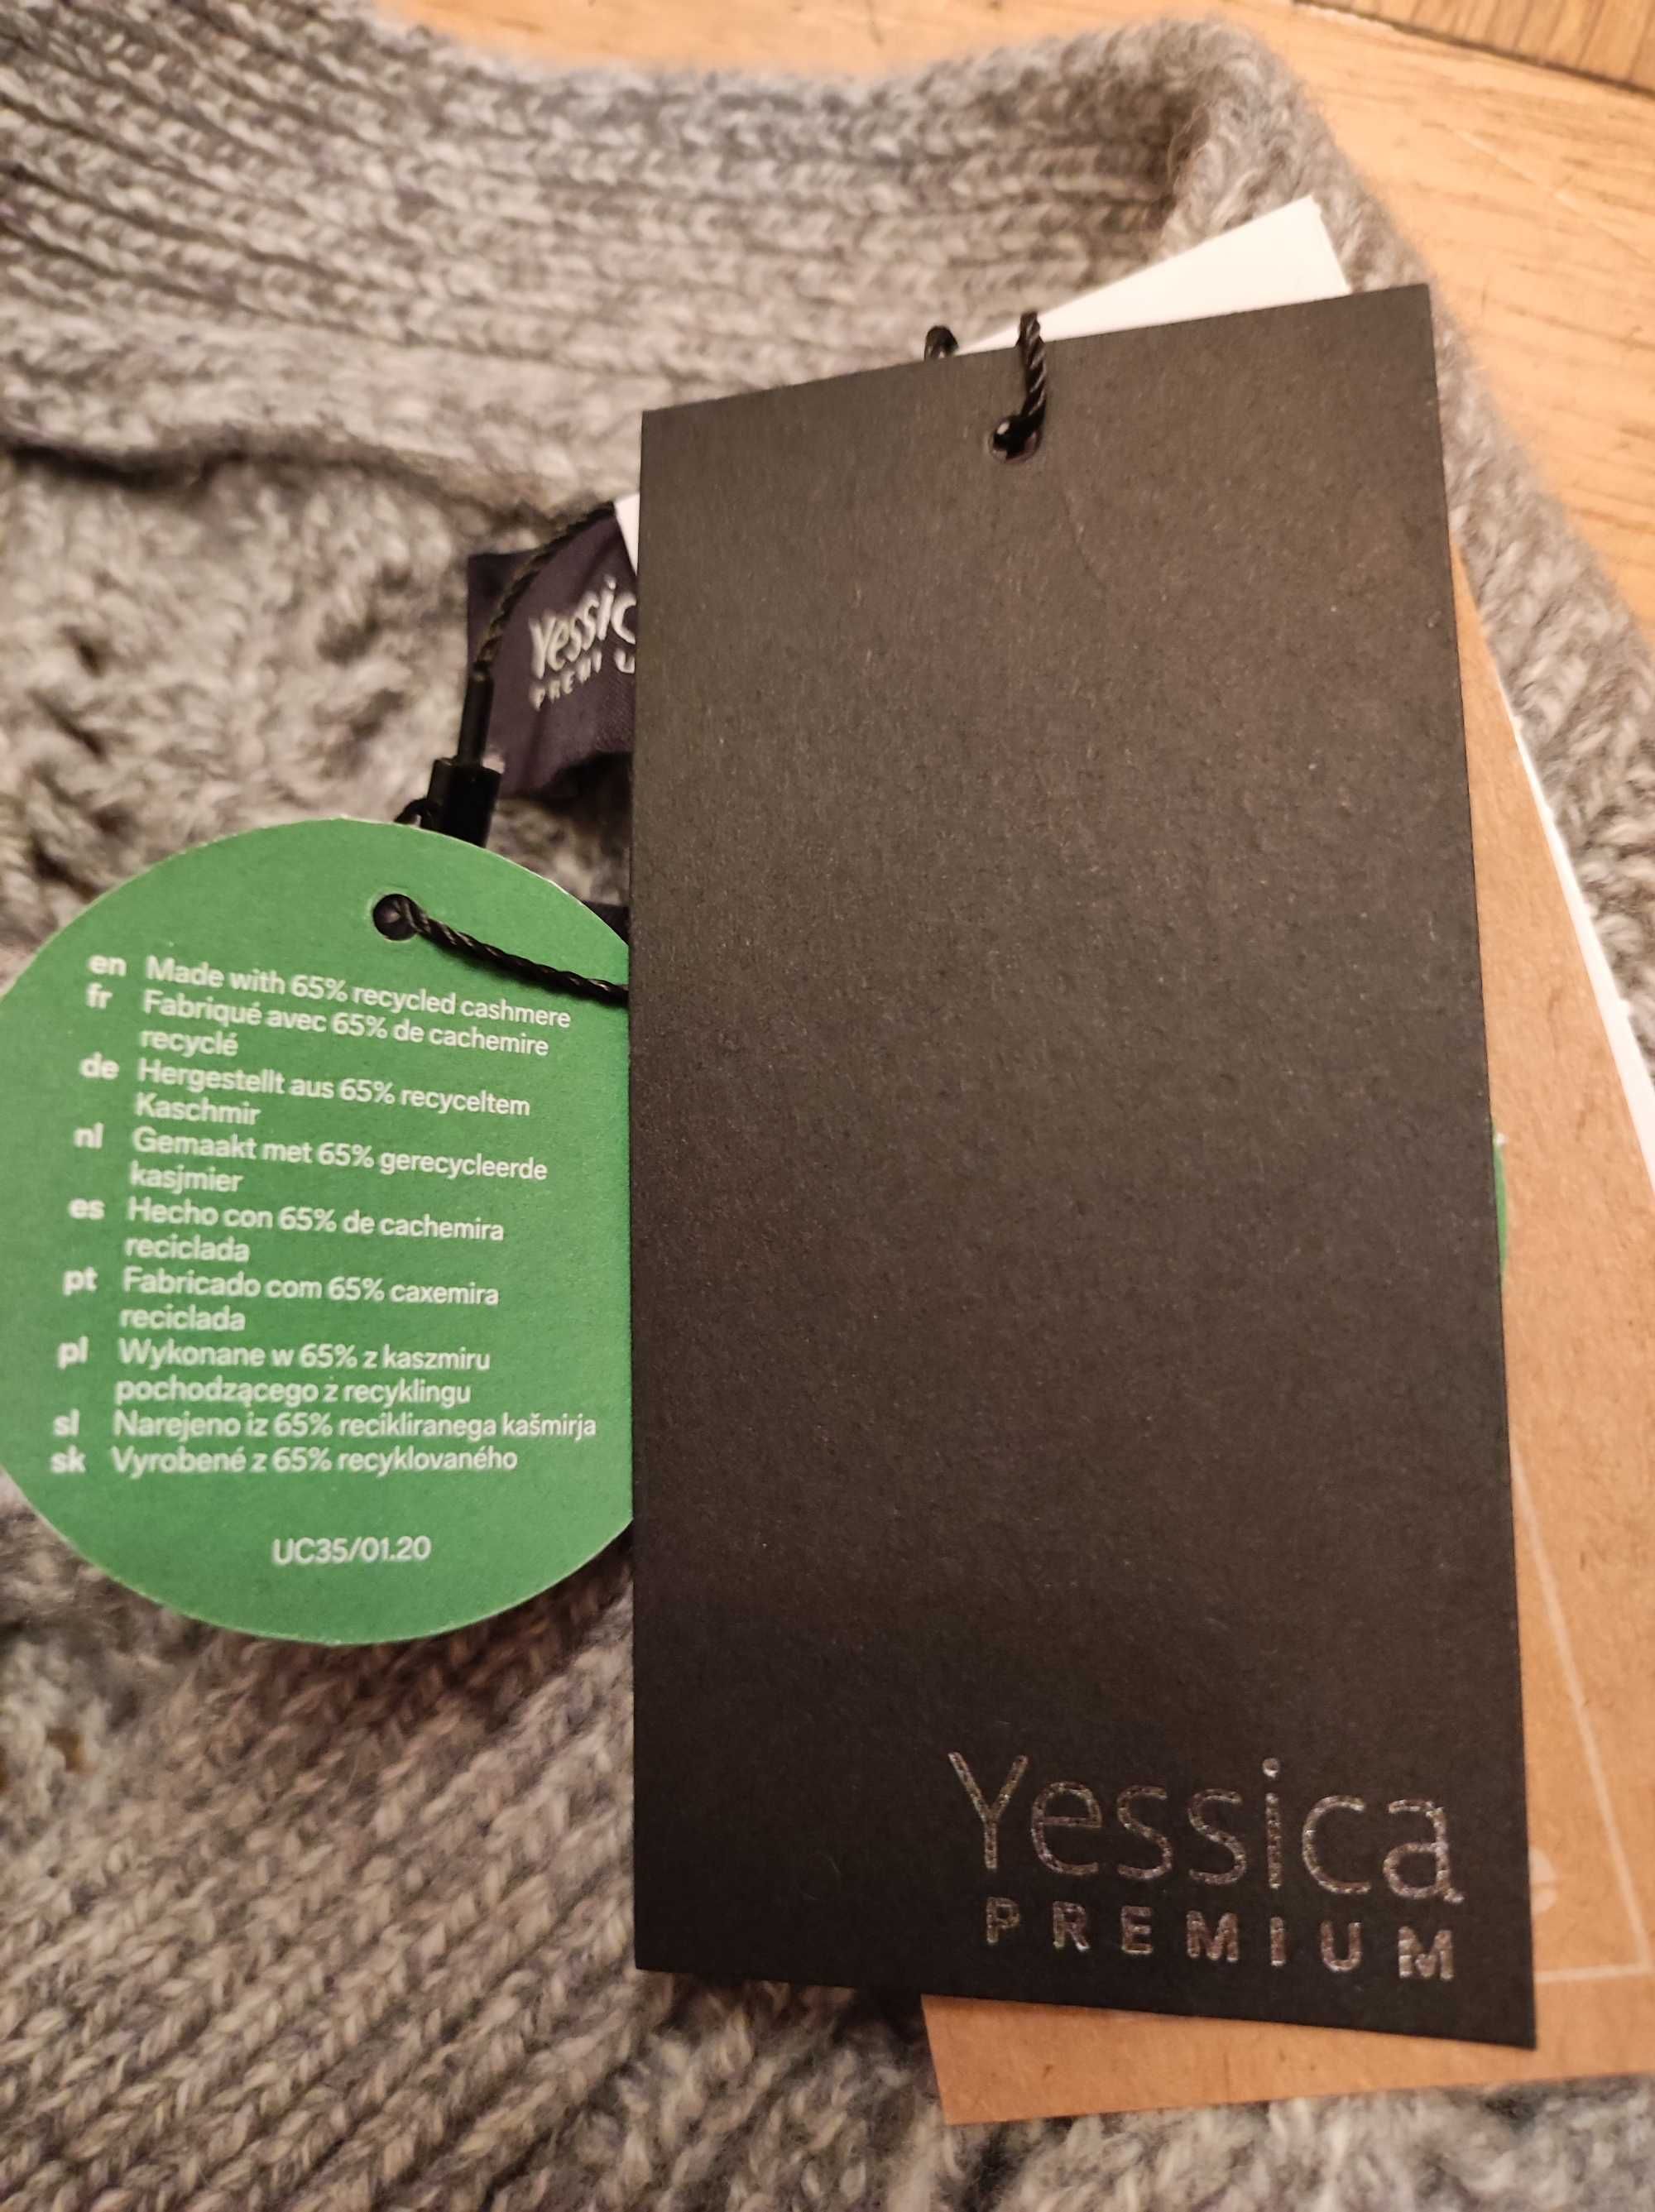 Yessic
PREMIU
en Made with 65% recycled cashmere
fr Fabriqué avec 65% de cachemire
recyclé
de Hergestellt aus 65% recyceltem
Kaschmir
nl Gemaakt met 65% gerecycleerde
kasjmier
es Hecho con 65% de cachemira
reciclada
pt Fabricado com 65% caxemira
reciclada
pl Wykonane w 65% z kaszmiru
pochodzącego z recyklingu
sl Narejeno iz 65% recikliranega kašmirja
sk Vyrobené z 65% recyklovaného
UC35/01.20
Yessica
PREMIUM